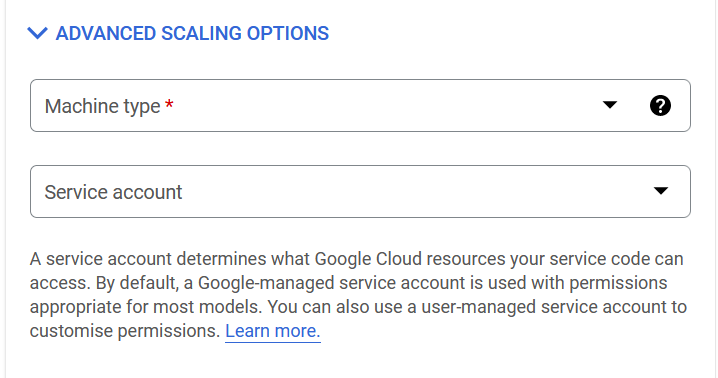 ADVANCED SCALING OPTIONS
Machine type *
Service account
A service account determines what Google Cloud resources your service code can
access. By default, a Google-managed service account is used with permissions
appropriate for most models. You can also use a user-managed service account to
customise permissions. Learn more.